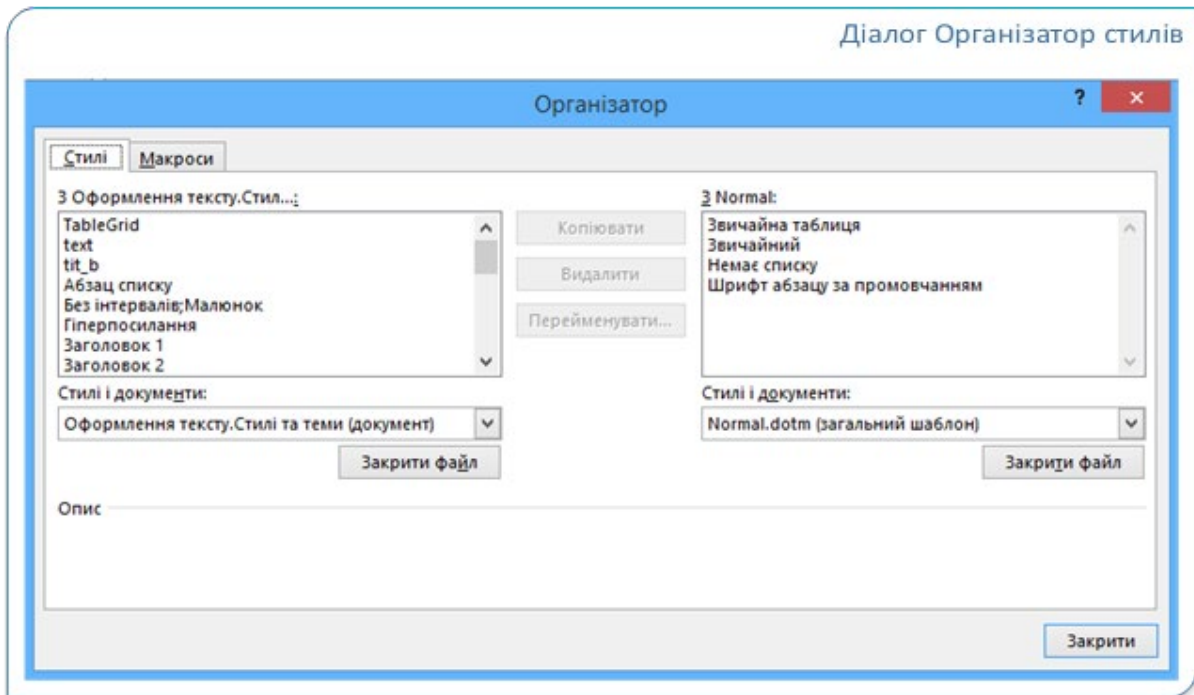 Діалог Організатор стилів
Організатор
?
Стилі
Макроси
З Оформлення тексту.Стил...:
TableGrid
text
tit_b
Абзац списку
Без інтервалів;Малюнок
Гіперпосилання
Заголовок 1
Заголовок 2
Копіювати
Видалити
Перейменувати...
З Normal:
Звичайна таблиця
Звичайний
Немає списку
Шрифт абзацу за промовчанням
Стилі і документи:
Оформлення тексту.Стилі та теми (документ)
Закрити файл
Стилі і документи:
Normal.dotm (загальний шаблон)
Закрити файл
Опис
Закрити